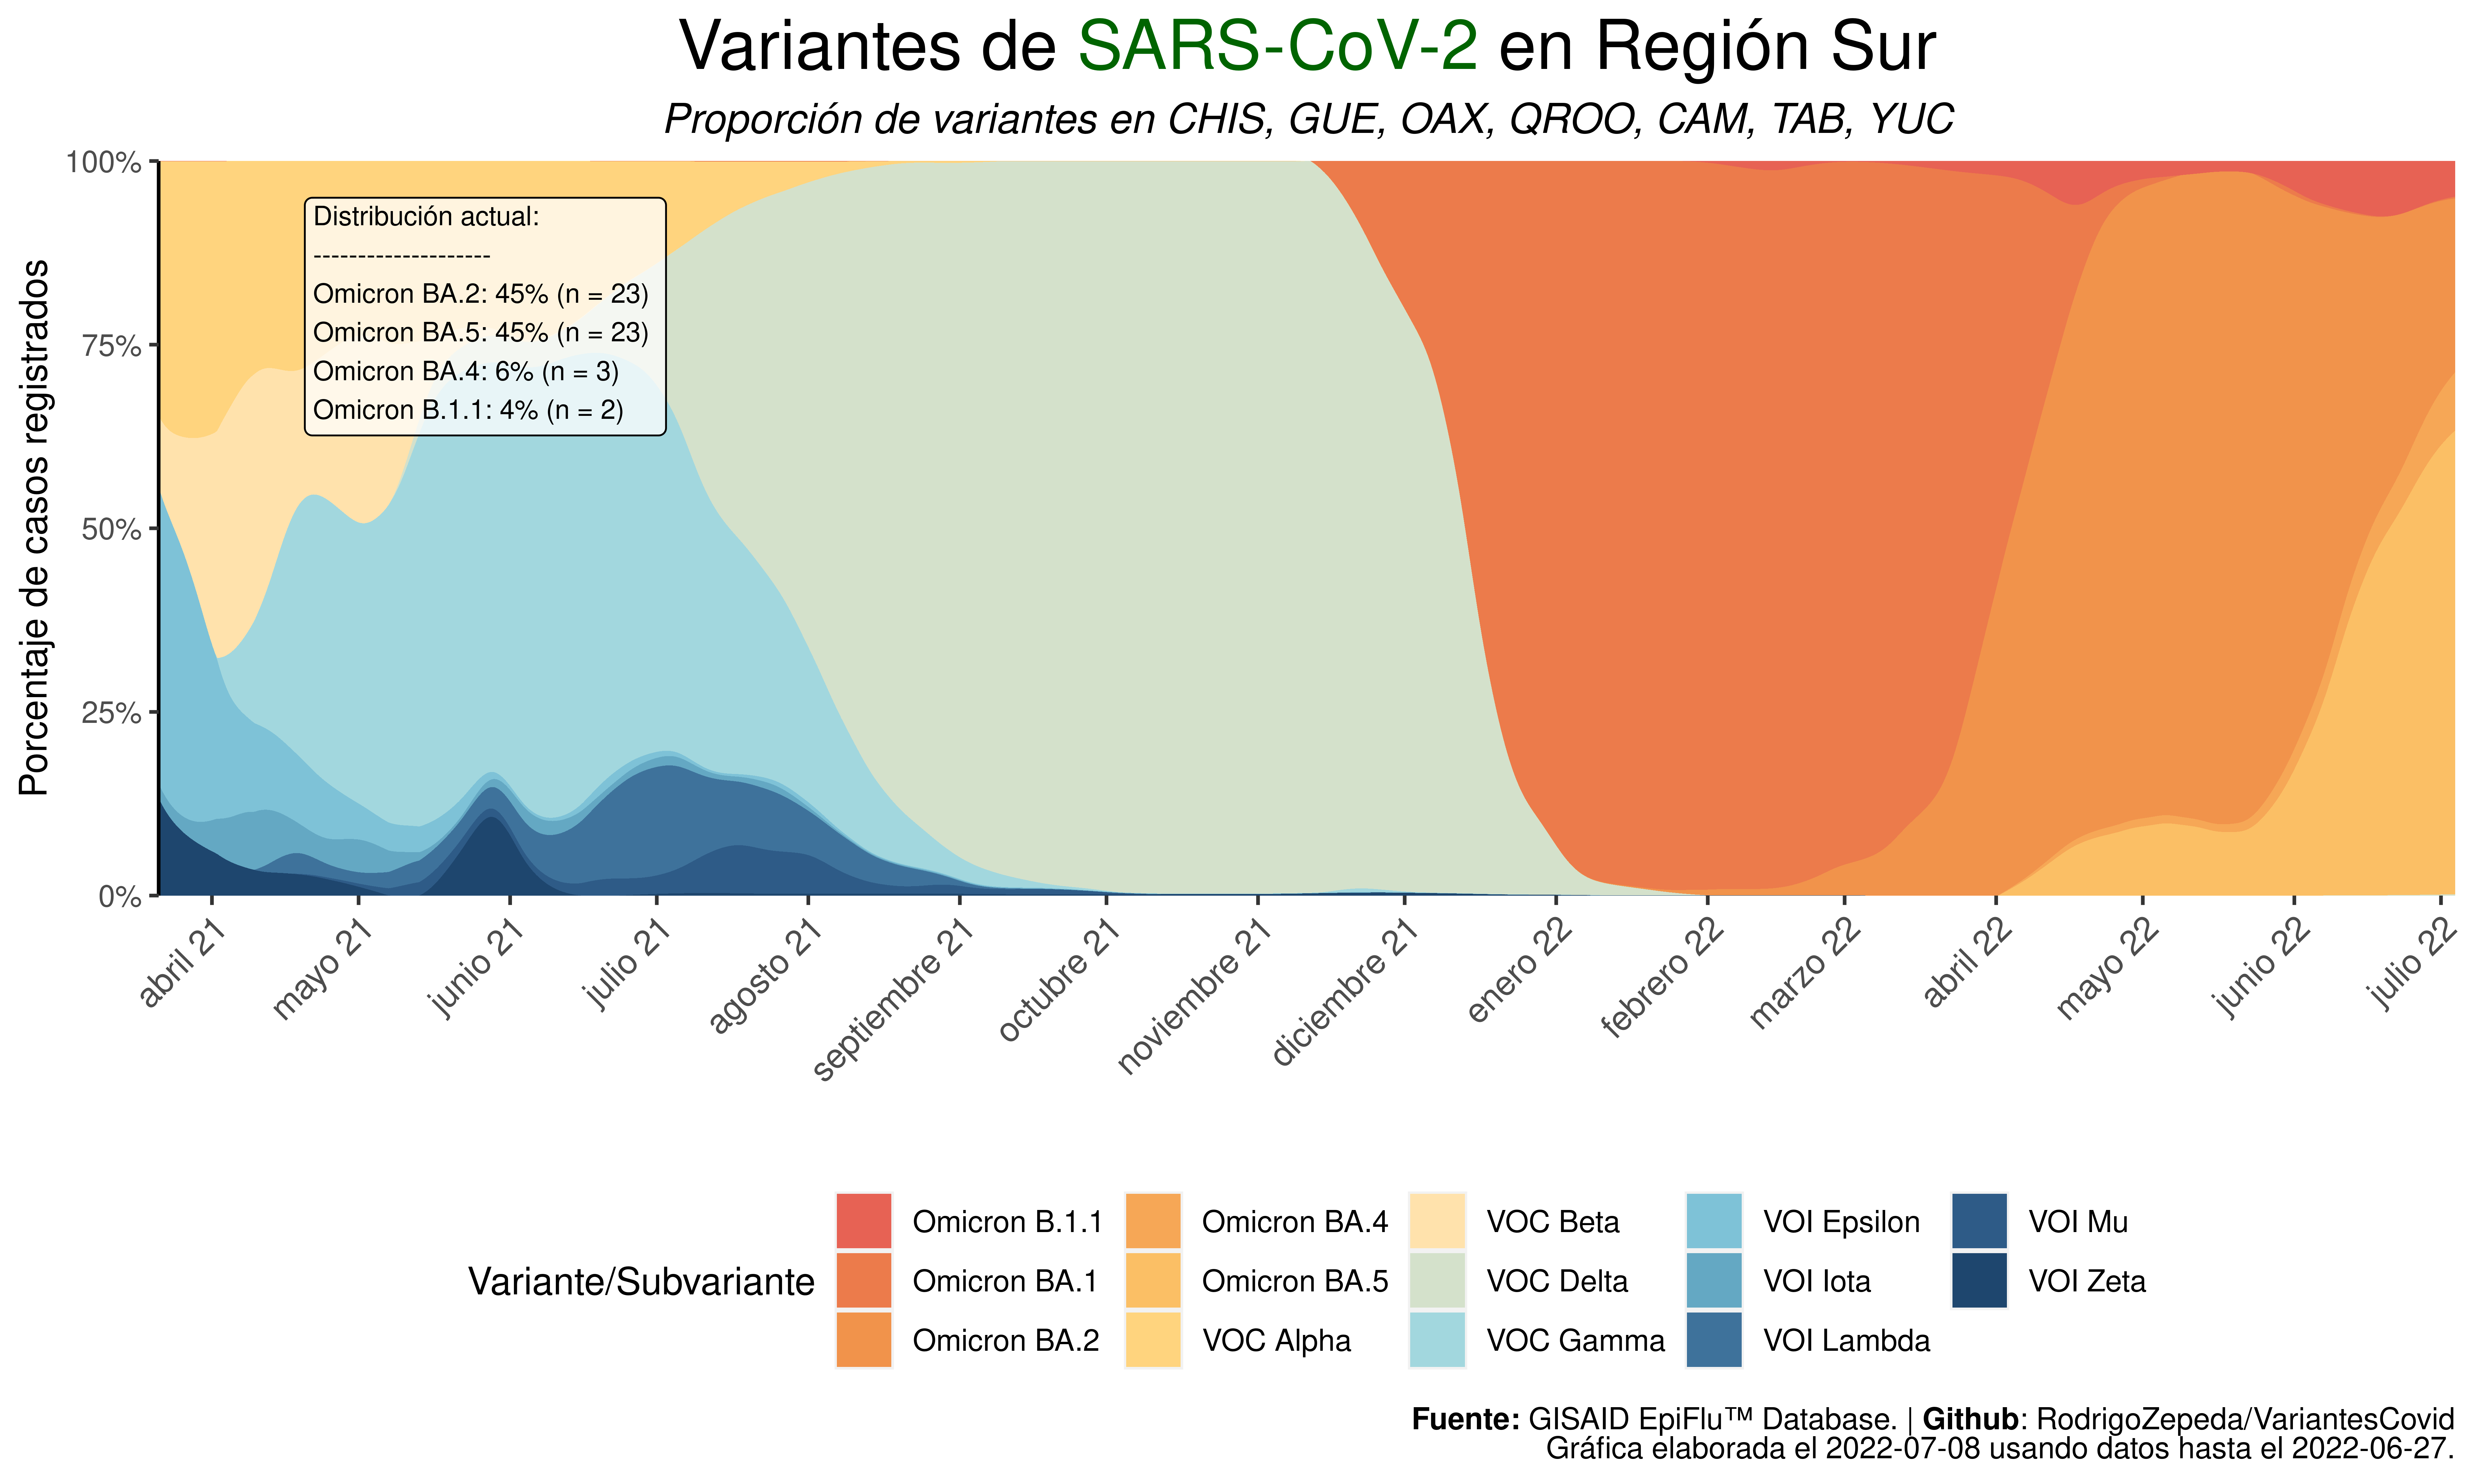 Variantes de SARS-CoV-2 en Región Sur
Proporción de variantes en CHIS, GUE, OAX, QROO, CAM, TAB, YUC
Porcentaje de casos registrados
100%
75%
50%
25%
0%
Distribución actual:
--------------------
Omicron BA.2: 45% (n = 23)
Omicron BA.5: 45% (n = 23)
Omicron BA.4: 6% (n = 3)
Omicron B.1.1: 4% (n = 2)
abril 21
mayo 21
junio 21
julio 21
agosto 21
septiembre 21
octubre 21
noviembre 21
diciembre 21
enero 22
febrero 22
marzo 22
abril 22
mayo 22
junio 22
julio 22
Variante/Subvariante
Omicron B.1.1
Omicron BA.1
Omicron BA.2
Omicron BA.4
Omicron BA.5
VOC Alpha
VOC Beta
VOC Delta
VOC Gamma
VOI Epsilon
VOI Iota
VOI Lambda
VOI Mu
VOI Zeta
Fuente: GISAID EpiFlu™ Database. | Github: RodrigoZepeda/VariantesCovid
Gráfica elaborada el 2022-07-08 usando datos hasta el 2022-06-27.